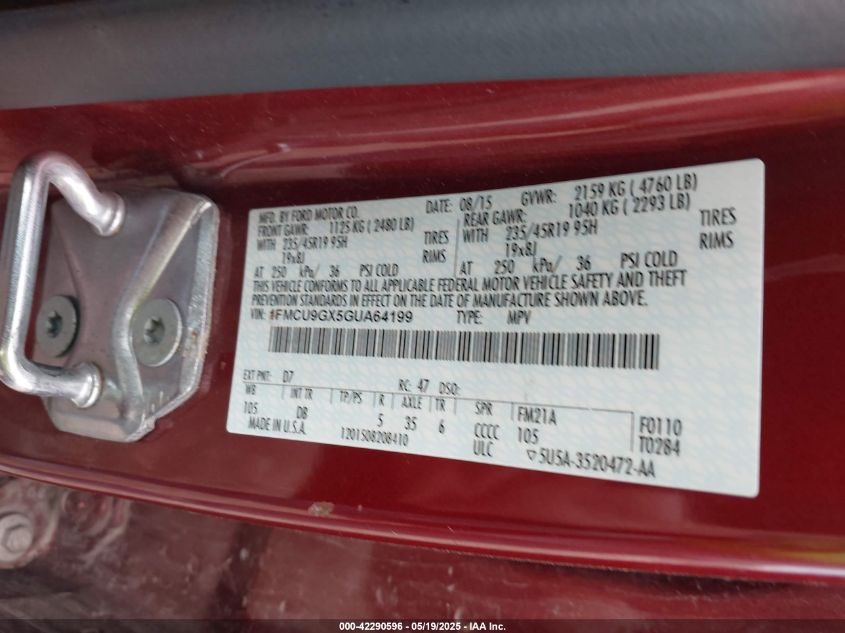 MFD. BY FORD MOTOR CO. DATE: 08/15 GVWR: 2159 KG ( 4760 LB)
FRONT GAWR: 1125 KG ( 2480 LB) REAR GAWR: 1040 KG ( 2293 LB)
WITH 235/45R19 95H TIRES WITH 235/45R19 95H TIRES
19x8J RIMS 19x8J RIMS
AT 250 kPa/ 36 PSI COLD AT 250 kPa/ 36 PSI COLD
THIS VEHICLE CONFORMS TO ALL APPLICABLE FEDERAL MOTOR VEHICLE SAFETY AND THEFT
PREVENTION STANDARDS IN EFFECT ON THE DATE OF MANUFACTURE SHOWN ABOVE.
VIN: 1FMCU9GX5GUA64199 TYPE: MPV
EXT PNT: D7 RC: 47 DSO:
WB INT TR TP/PS R AXLE TR SPR FM21A F0110
105 DB 5 35 6 CCCC 105 T0284
MADE IN U.S.A. 1201508208410 ULC ▽5U5A-3520472-AA
000-42290596 - 05/19/2025 - IAA Inc.